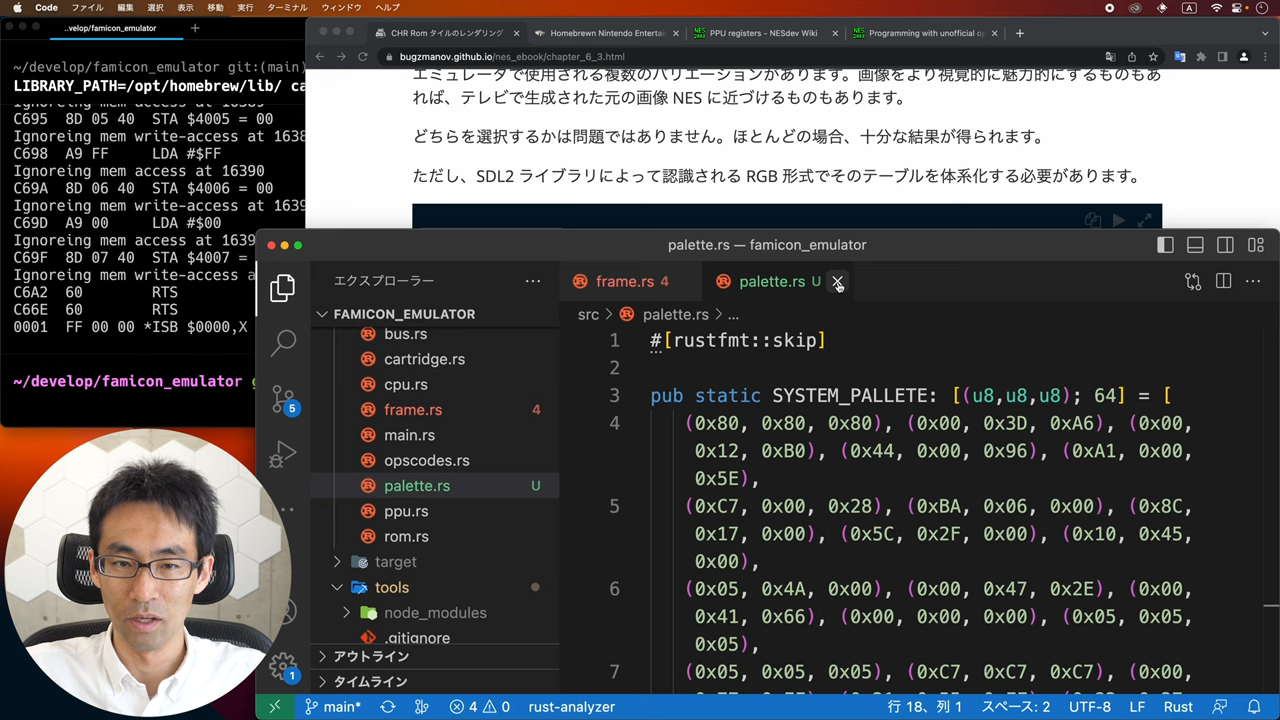 Code ファイル 編集 選択 表示 移動 実行 ターミナル ウィンドウ ヘルプ
..velop/famicon_emulator
~/develop/famicon_emulator git:(main)
LIBRARY_PATH=/opt/homebrew/lib/ ca
C695 8D 05 40 STA $4005 = 00
Ignoreing mem write-access at 1638
C698 A9 FF LDA #$FF
Ignoreing mem access at 16390
C69A 8D 06 40 STA $4006 = 00
Ignoreing mem write-access at 1639
C69D A9 00 LDA #$00
Ignoreing mem access at 1639
C69F 8D 07 40 STA $4007 =
Ignoreing mem write-access a
C6A2 60 RTS
C66E 60 RTS
0001 FF 00 00 *ISB $0000,X
~/develop/famicon_emulator g
CHR Rom タイルのレンダリング
Homebrewn Nintendo Entertai
PPU registers - NESdev Wiki
Programming with unofficial o
bugzmanov.github.io/nes_ebook/chapter_6_3.html
エミュレータで使用される複数のバリエーションがあります。画像をより視覚的に魅力的にするものもあ
れば、テレビで生成された元の画像 NES に近づけるものもあります。
どちらを選択するかは問題ではありません。ほとんどの場合、十分な結果が得られます。
ただし、SDL2 ライブラリによって認識される RGB 形式でそのテーブルを体系化する必要があります。
palette.rs — famicon_emulator
エクスプローラー
FAMICON_EMULATOR
bus.rs
cartridge.rs
cpu.rs
frame.rs 4
main.rs
opscodes.rs
palette.rs U
ppu.rs
rom.rs
target
tools
node_modules
.gitignore
アウトライン
タイムライン
5
1
frame.rs 4
palette.rs U
src > palette.rs > ...
1 #[rustfmt::skip]
2
3 pub static SYSTEM_PALLETE: [(u8,u8,u8); 64] = [
4 (0x80, 0x80, 0x80), (0x00, 0x3D, 0xA6), (0x00,
0x12, 0xB0), (0x44, 0x00, 0x96), (0xA1, 0x00,
0x5E),
5 (0xC7, 0x00, 0x28), (0xBA, 0x06, 0x00), (0x8C,
0x17, 0x00), (0x5C, 0x2F, 0x00), (0x10, 0x45,
0x00),
6 (0x05, 0x4A, 0x00), (0x00, 0x47, 0x2E), (0x00,
0x41, 0x66), (0x00, 0x00, 0x00), (0x05, 0x05,
0x05),
7 (0x05, 0x05, 0x05), (0xC7, 0xC7, 0xC7), (0x00,
main* 4 0 rust-analyzer 行 18、列 1 スペース: 2 UTF-8 LF Rust